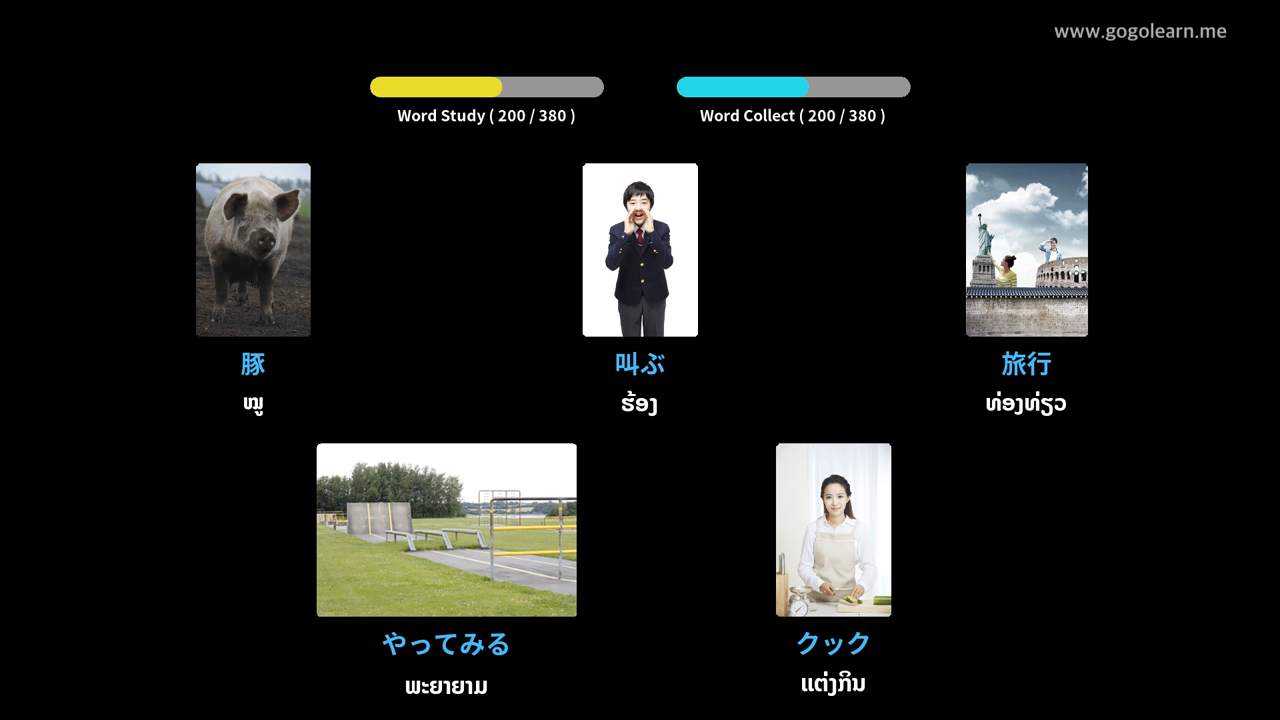 www.gogolearn.me
Word Study ( 200 / 380 )
Word Collect ( 200 / 380 )
豚
ໝູ
叫ぶ
ຮ້ອງ
旅行
ທ່ອງທ່ຽວ
やってみる
ພະຍາຍາມ
クック
ແຕ່ງກິນ